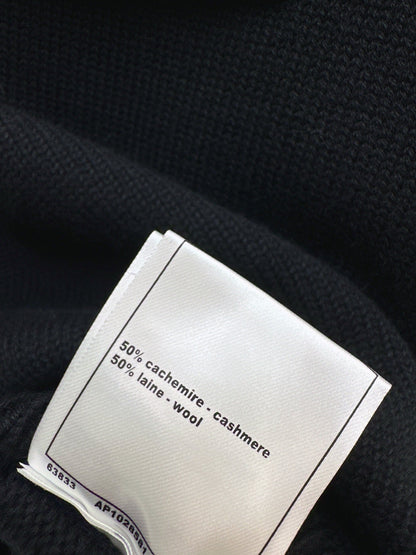 50% cachemire - cashmere
50% laine - wool
63833